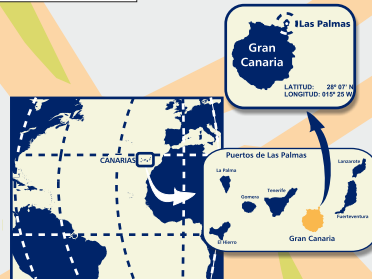 Las Palmas
Gran
Canaria
LATITUD: 28° 07' N
LONGITUD: 015° 25 W
CANARIAS
Puertos de Las Palmas
Lanzarote
La Palma
Tenerife
Gomera
Fuerteventura
El Hierro
Gran Canaria